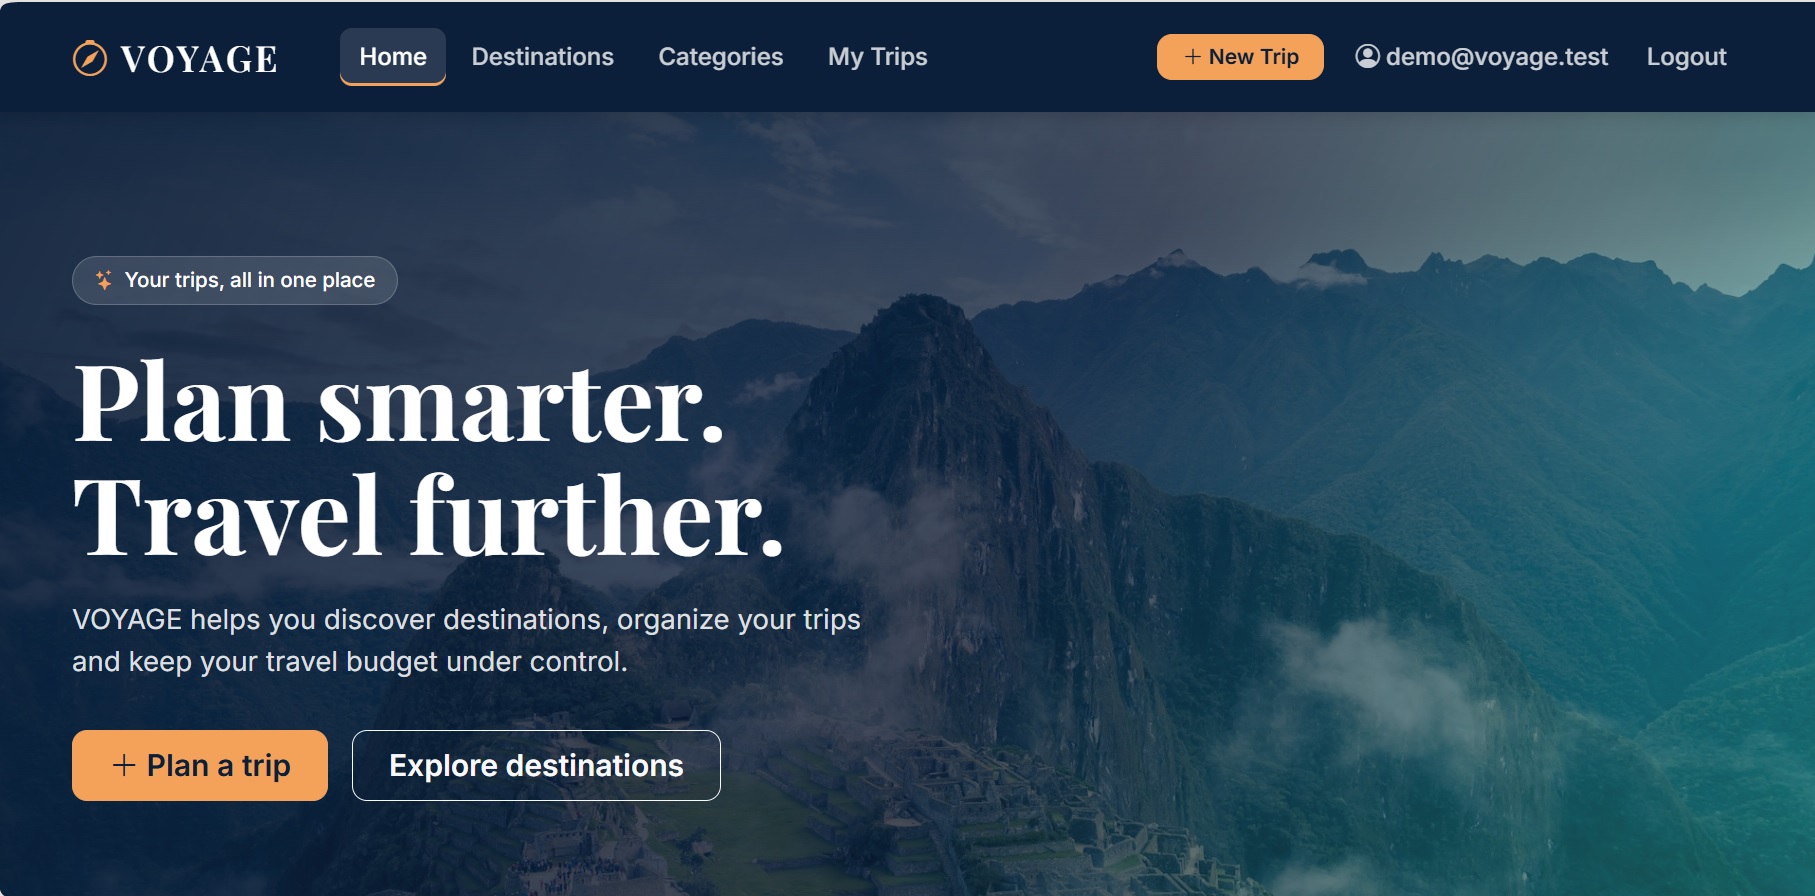 VOYAGE
Home
Destinations
Categories
My Trips
+ New Trip
demo@voyage.test
Logout
Your trips, all in one place
Plan smarter.
Travel further.
VOYAGE helps you discover destinations, organize your trips
and keep your travel budget under control.
+ Plan a trip
Explore destinations